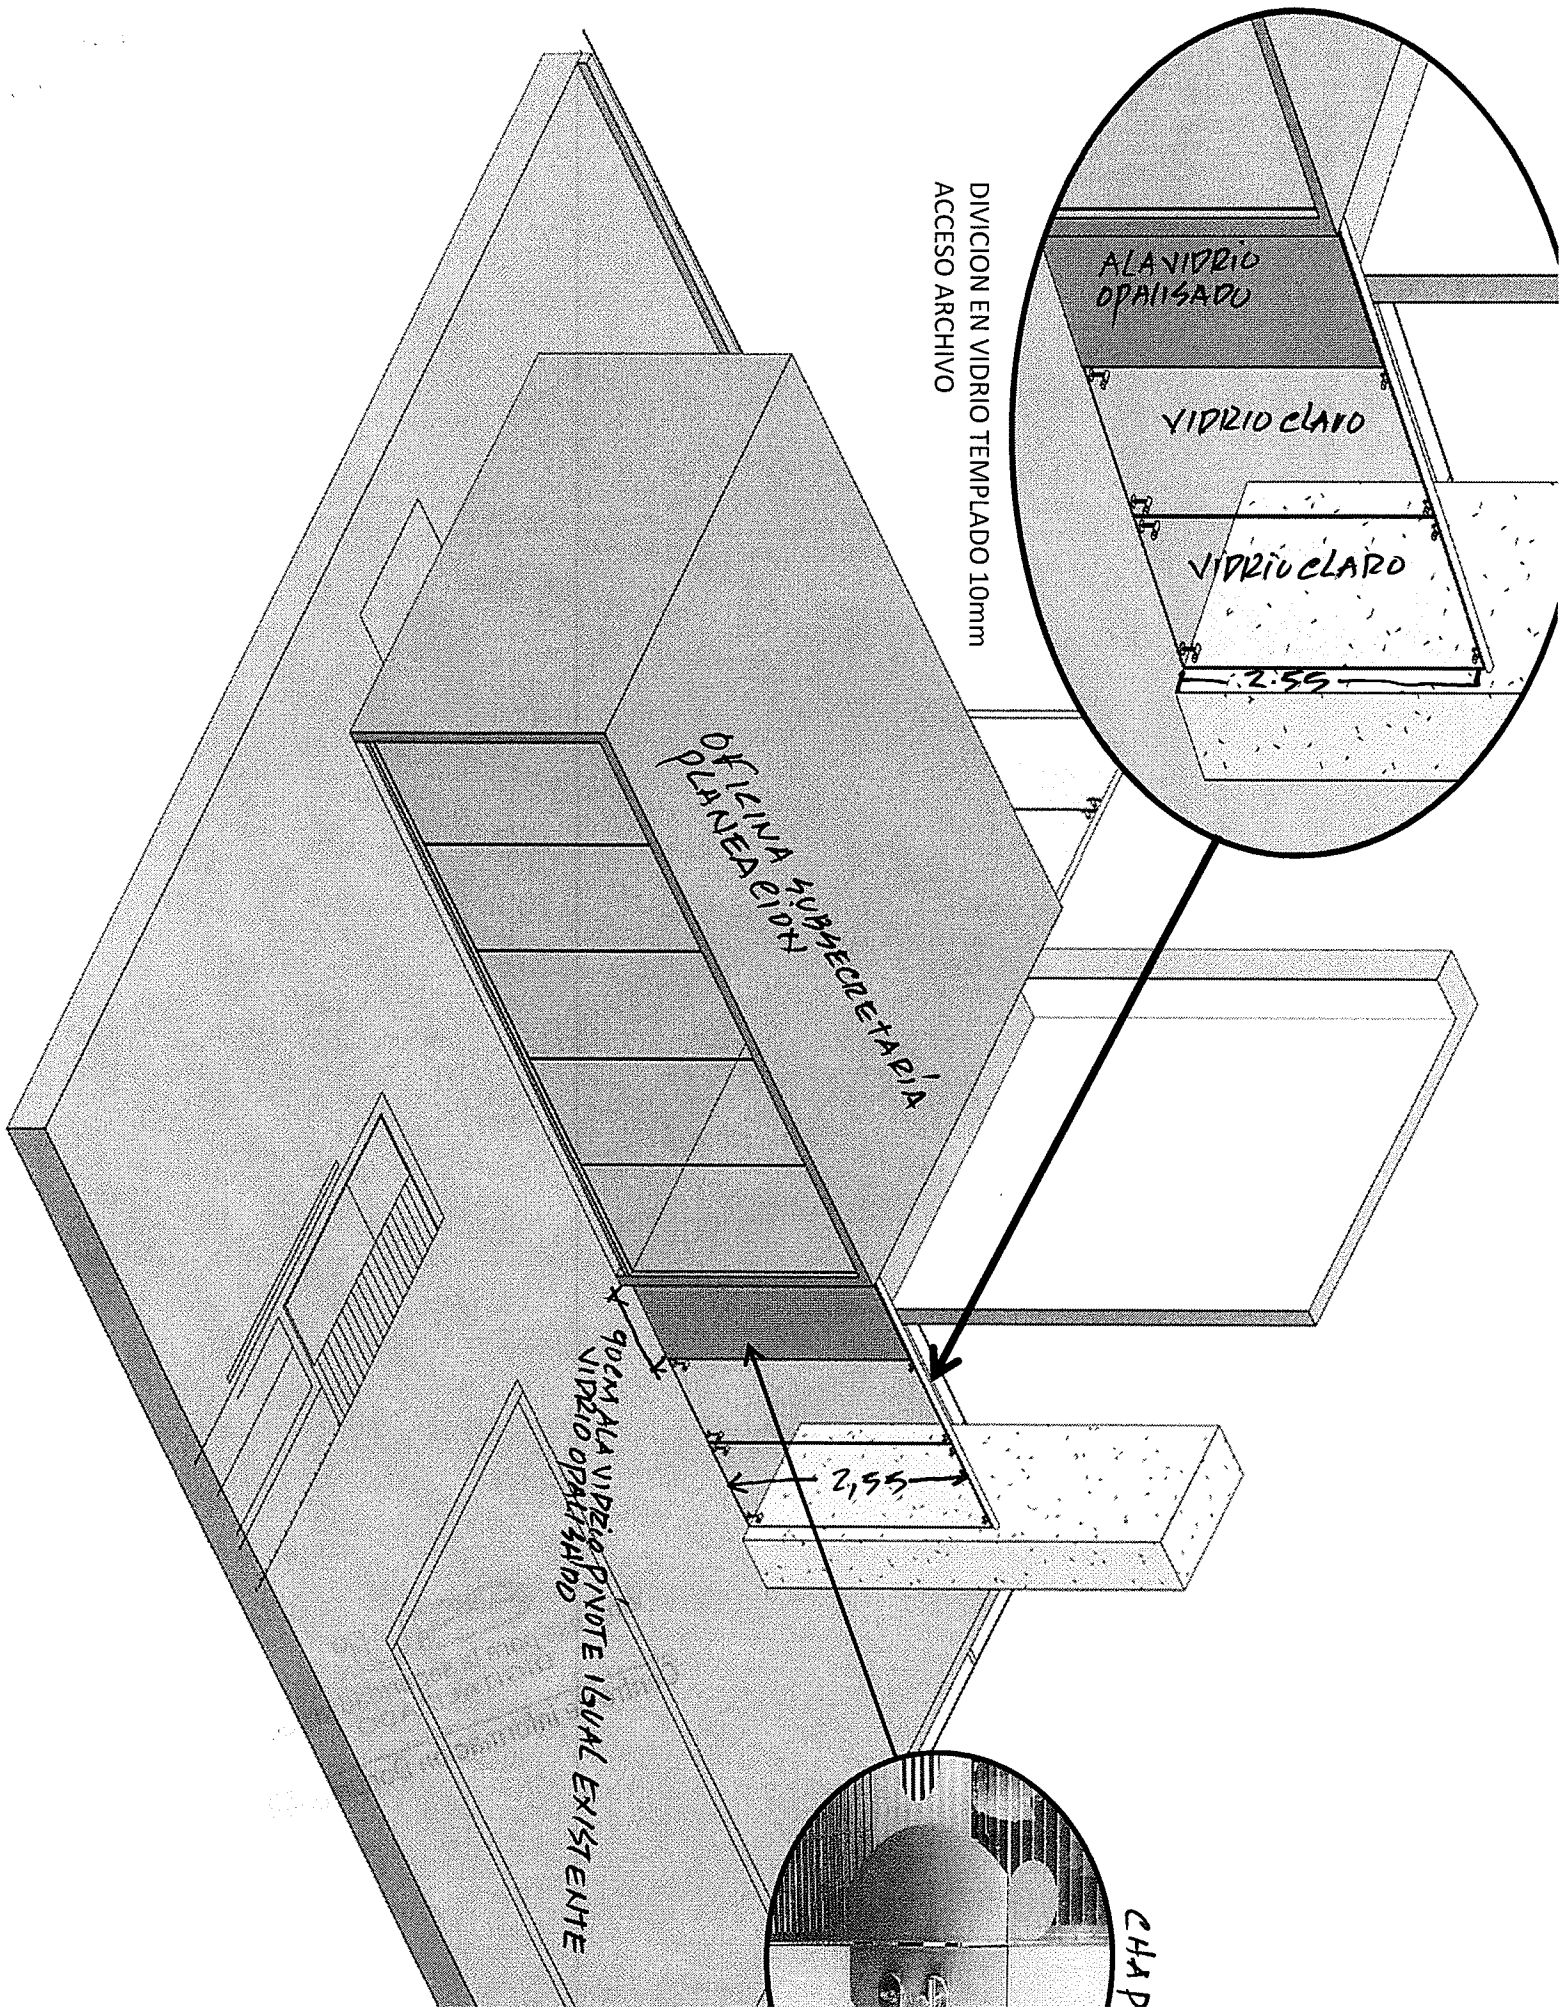 ALA VIDRIO
OPALISADO
VIDRIO CLARO
VIDRIO CLARO
2.55
DIVICION EN VIDRIO TEMPLADO 10mm
ACCESO ARCHIVO
OFICINA SUBSECRETARÍA
PLANEACION
2,55
90CM ALA VIDRIO PIVOTE IGUAL EXISTENTE
VIDRIO OPALISADO
CHAP